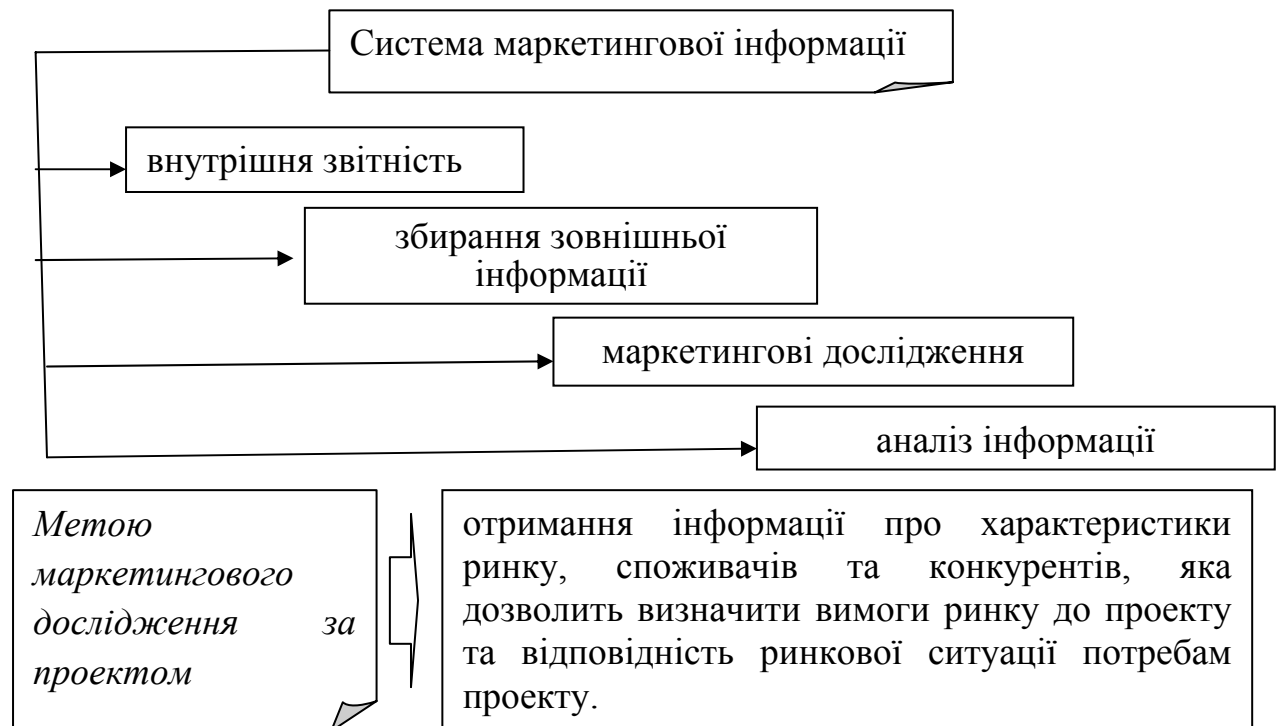 Система маркетингової інформації
внутрішня звітність
збирання зовнішньої
інформації
маркетингові дослідження
аналіз інформації
Метою
маркетингового
дослідження за
проектом
отримання інформації про характеристики
ринку, споживачів та конкурентів, яка
дозволить визначити вимоги ринку до проекту
та відповідність ринкової ситуації потребам
проекту.